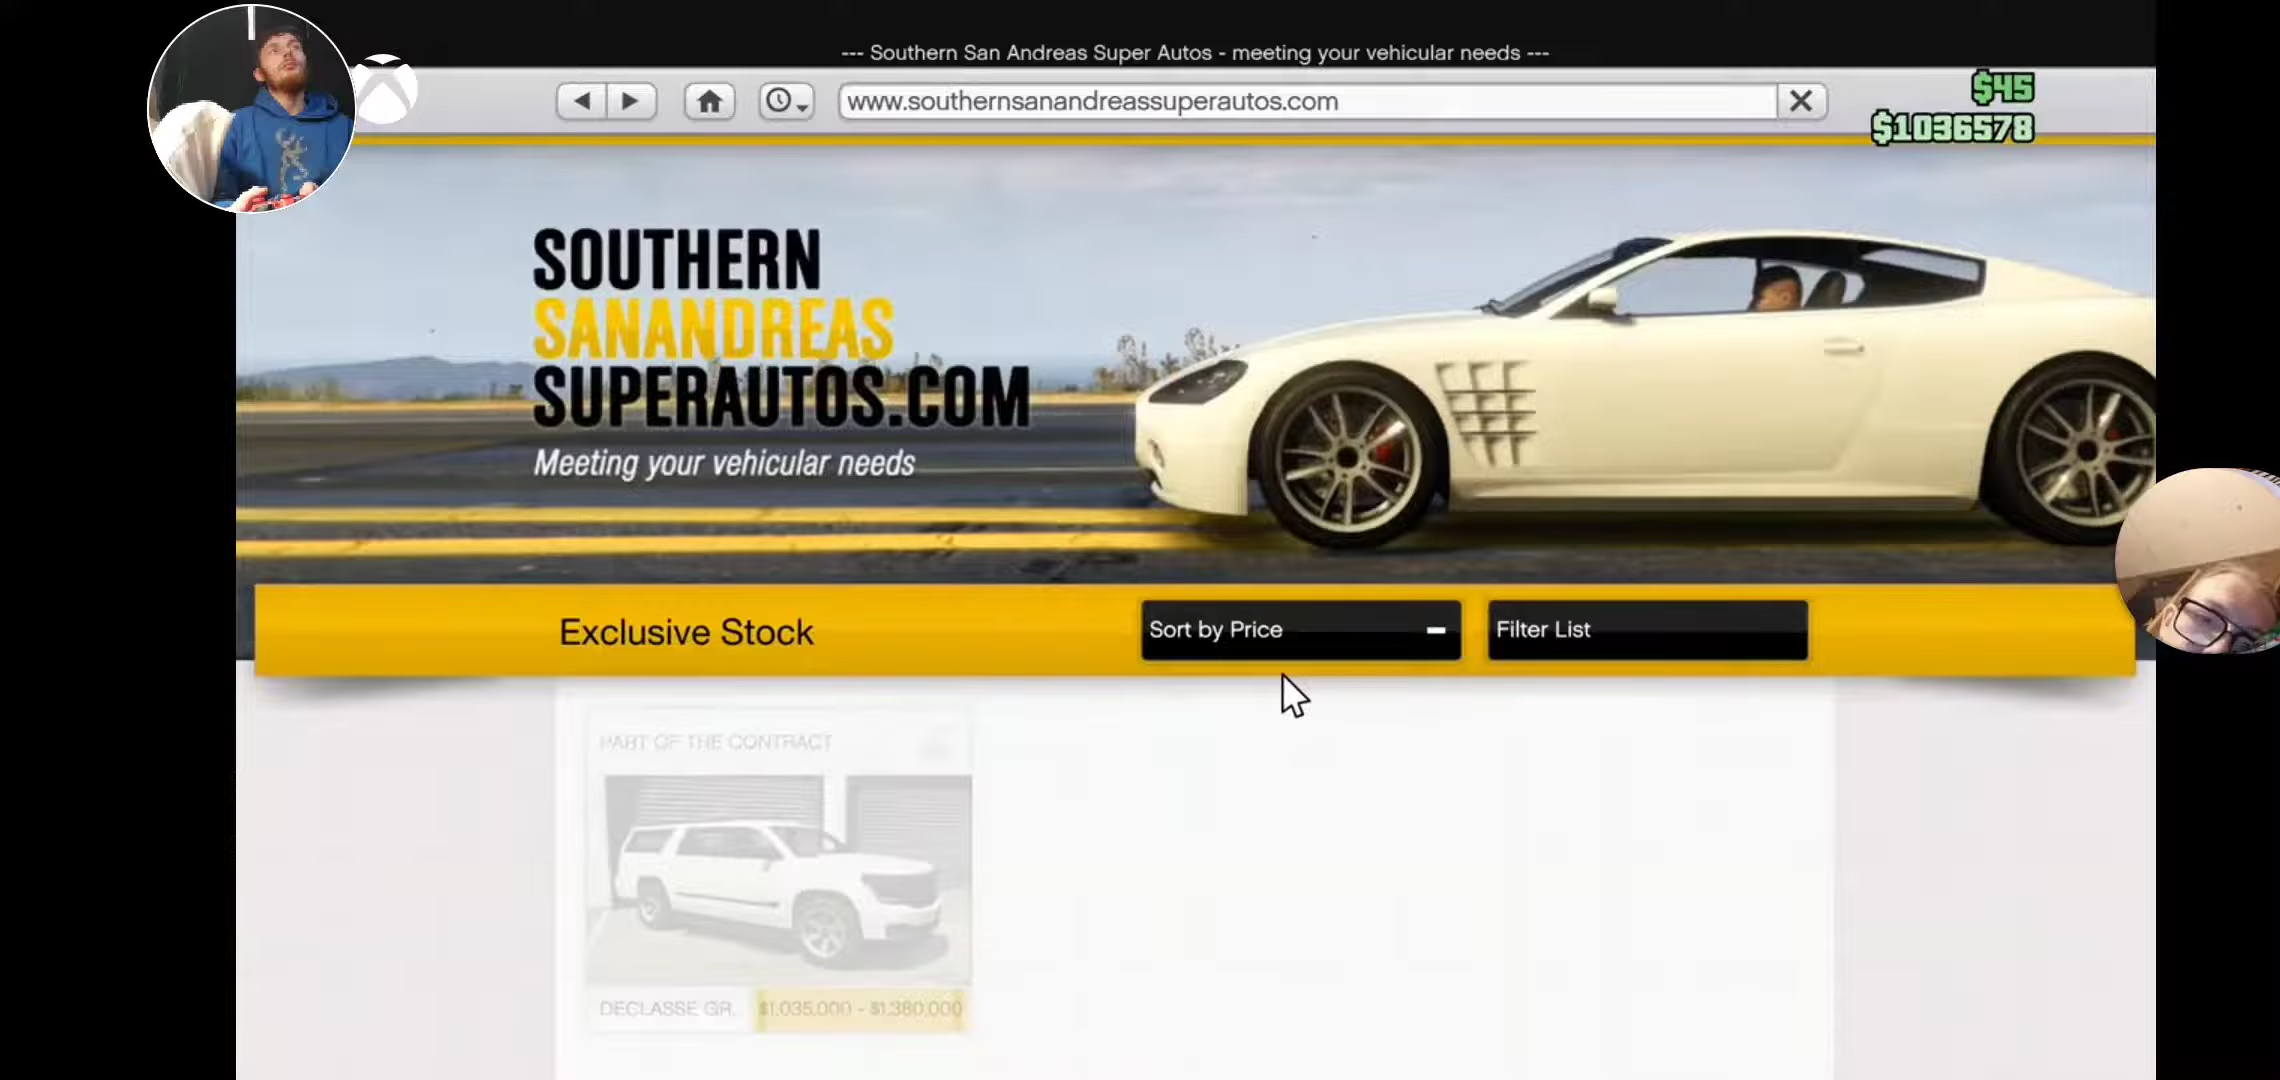 --- Southern San Andreas Super Autos - meeting your vehicular needs ---
www.southernsanandreassuperautos.com
$45
$1036578
SOUTHERN
SANANDREAS
SUPERAUTOS.COM
Meeting your vehicular needs
Exclusive Stock
Sort by Price
Filter List
PART OF THE CONTRACT
DECLASSE GR... $1,035,000 - $1,380,000